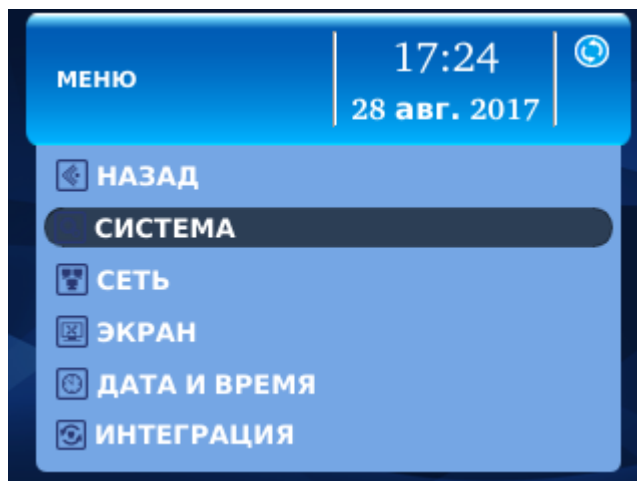 МЕНЮ
17:24
28 авг. 2017
НАЗАД
СИСТЕМА
СЕТЬ
ЭКРАН
ДАТА И ВРЕМЯ
ИНТЕГРАЦИЯ